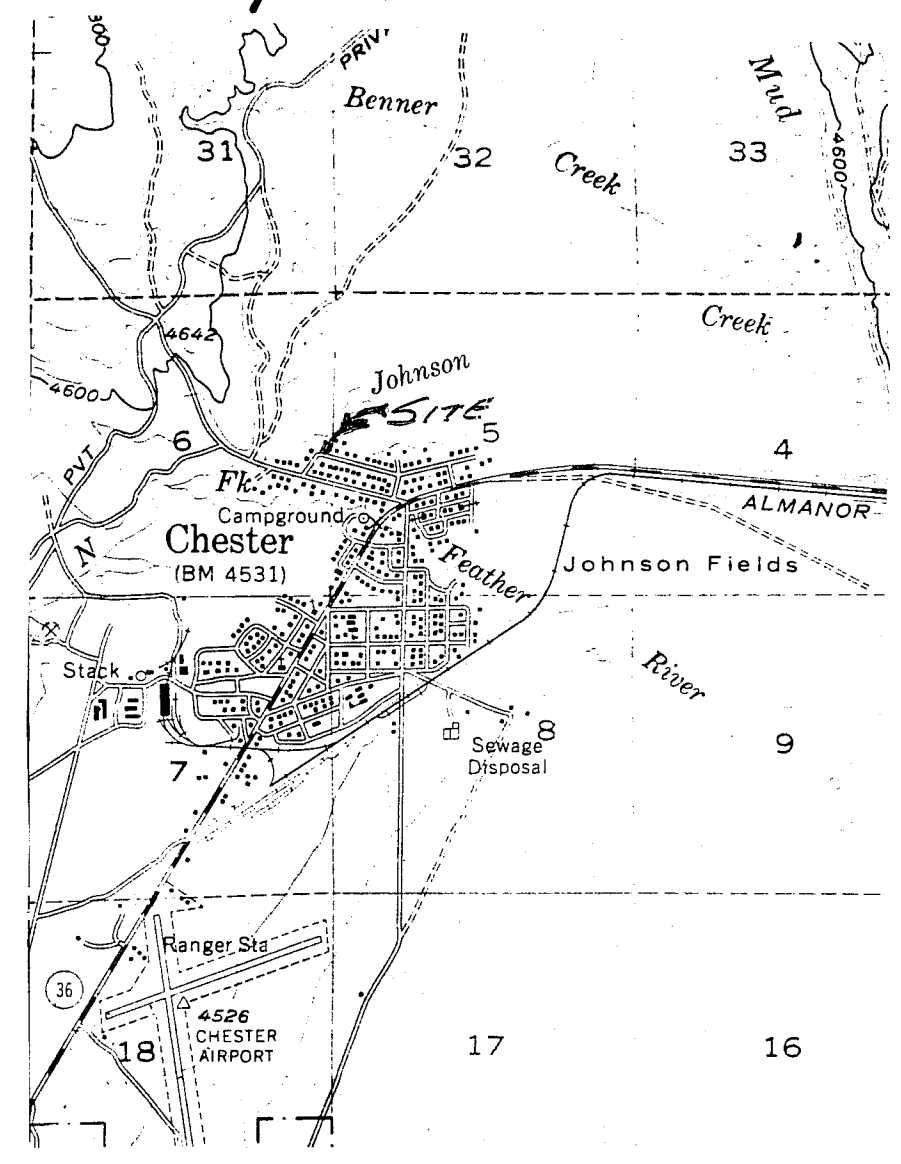 300
PRIV
Benner
Mud
31
32
Creek
33
4600
4642
Creek
4600
Johnson
SITE
6
5
4
PVT
Fk.
Campground
ALMANOR
Chester
(BM 4531)
N
Feather
Johnson Fields
Stack
River
7
8
9
Sewage
Disposal
Ranger Sta
36
4526
CHESTER
AIRPORT
18
17
16